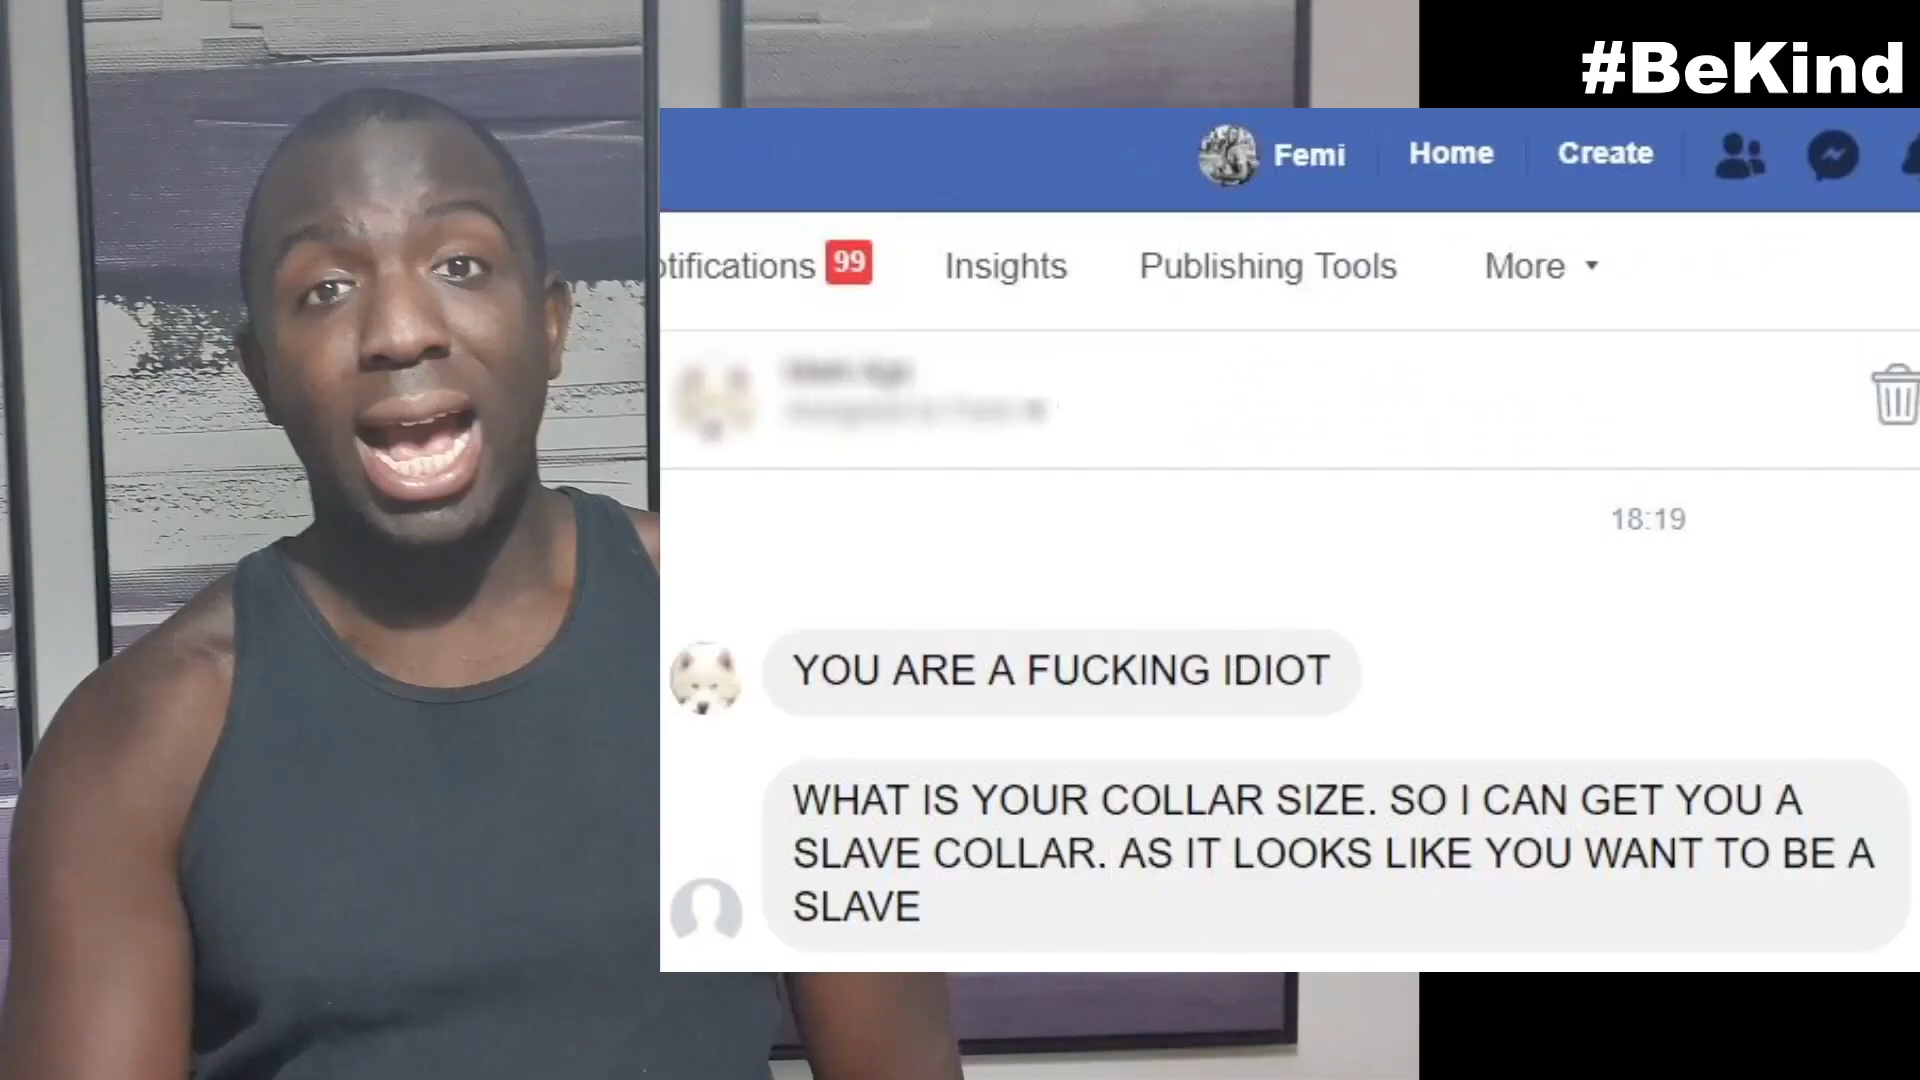 #BeKind
Femi Home Create
otifications 99 Insights Publishing Tools More
18:19
YOU ARE A FUCKING IDIOT
WHAT IS YOUR COLLAR SIZE. SO I CAN GET YOU A
SLAVE COLLAR. AS IT LOOKS LIKE YOU WANT TO BE A
SLAVE